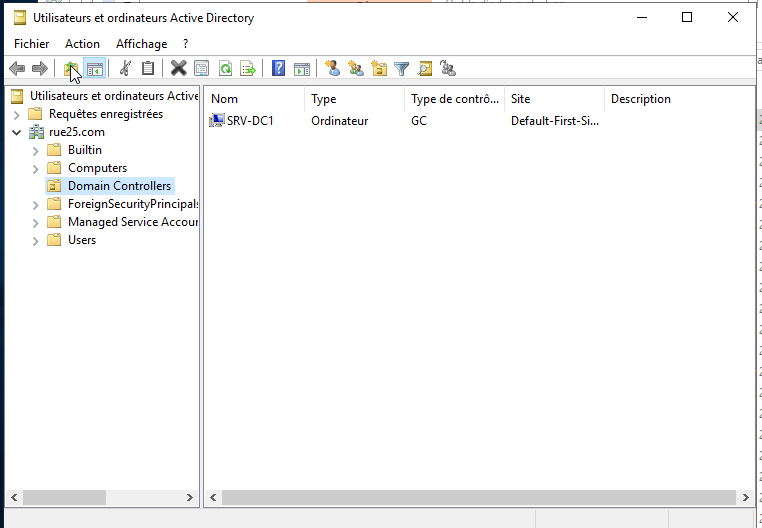 Utilisateurs et ordinateurs Active Directory
Fichier Action Affichage ?
Utilisateurs et ordinateurs Active
Requêtes enregistrées
rue25.com
Builtin
Computers
Domain Controllers
ForeignSecurityPrincipals
Managed Service Accour
Users
Nom Type Type de contrô... Site Description
SRV-DC1 Ordinateur GC Default-First-Si...